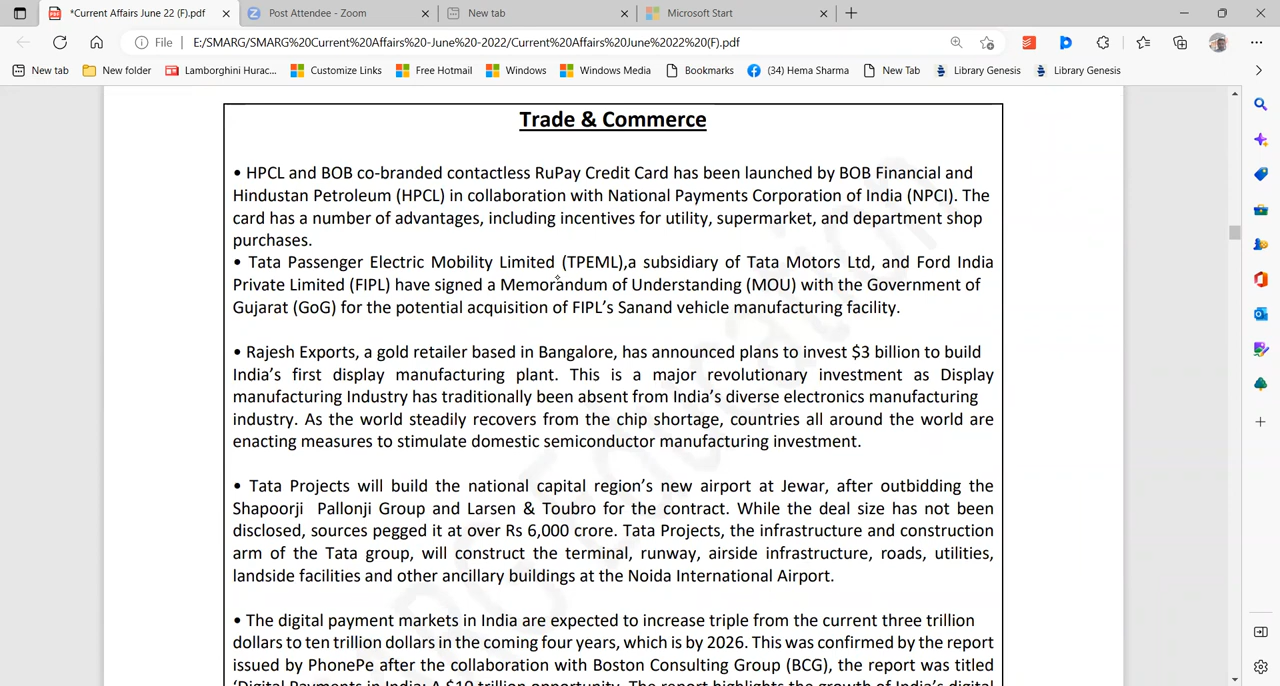 *Current Affairs June 22 (F).pdf
Post Attendee - Zoom
New tab
Microsoft Start
File
E:/SMARG/SMARG%20Current%20Affairs%20-June%20-2022/Current%20Affairs%20June%2022%20(F).pdf
New tab
New folder
Lamborghini Hurac...
Customize Links
Free Hotmail
Windows
Windows Media
Bookmarks
(34) Hema Sharma
New Tab
Library Genesis
Library Genesis
Trade & Commerce
• HPCL and BOB co-branded contactless RuPay Credit Card has been launched by BOB Financial and
Hindustan Petroleum (HPCL) in collaboration with National Payments Corporation of India (NPCI). The
card has a number of advantages, including incentives for utility, supermarket, and department shop
purchases.
• Tata Passenger Electric Mobility Limited (TPEML),a subsidiary of Tata Motors Ltd, and Ford India
Private Limited (FIPL) have signed a Memorandum of Understanding (MOU) with the Government of
Gujarat (GoG) for the potential acquisition of FIPL's Sanand vehicle manufacturing facility.
• Rajesh Exports, a gold retailer based in Bangalore, has announced plans to invest $3 billion to build
India's first display manufacturing plant. This is a major revolutionary investment as Display
manufacturing Industry has traditionally been absent from India's diverse electronics manufacturing
industry. As the world steadily recovers from the chip shortage, countries all around the world are
enacting measures to stimulate domestic semiconductor manufacturing investment.
• Tata Projects will build the national capital region's new airport at Jewar, after outbidding the
Shapoorji Pallonji Group and Larsen & Toubro for the contract. While the deal size has not been
disclosed, sources pegged it at over Rs 6,000 crore. Tata Projects, the infrastructure and construction
arm of the Tata group, will construct the terminal, runway, airside infrastructure, roads, utilities,
landside facilities and other ancillary buildings at the Noida International Airport.
• The digital payment markets in India are expected to increase triple from the current three trillion
dollars to ten trillion dollars in the coming four years, which is by 2026. This was confirmed by the report
issued by PhonePe after the collaboration with Boston Consulting Group (BCG), the report was titled
'Digital Payments in India: A $10 trillion opportunity. The report highlights the growth of India's digital